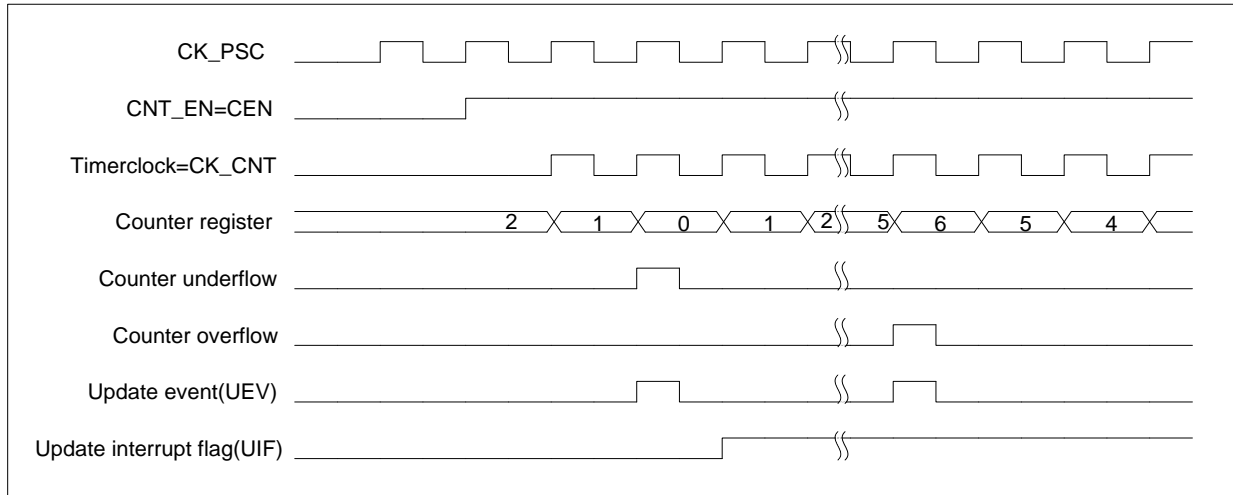 CK_PSC
CNT_EN=CEN
Timerclock=CK_CNT
Counter register 2 1 0 1 2 5 6 5 4
Counter underflow
Counter overflow
Update event(UEV)
Update interrupt flag(UIF)